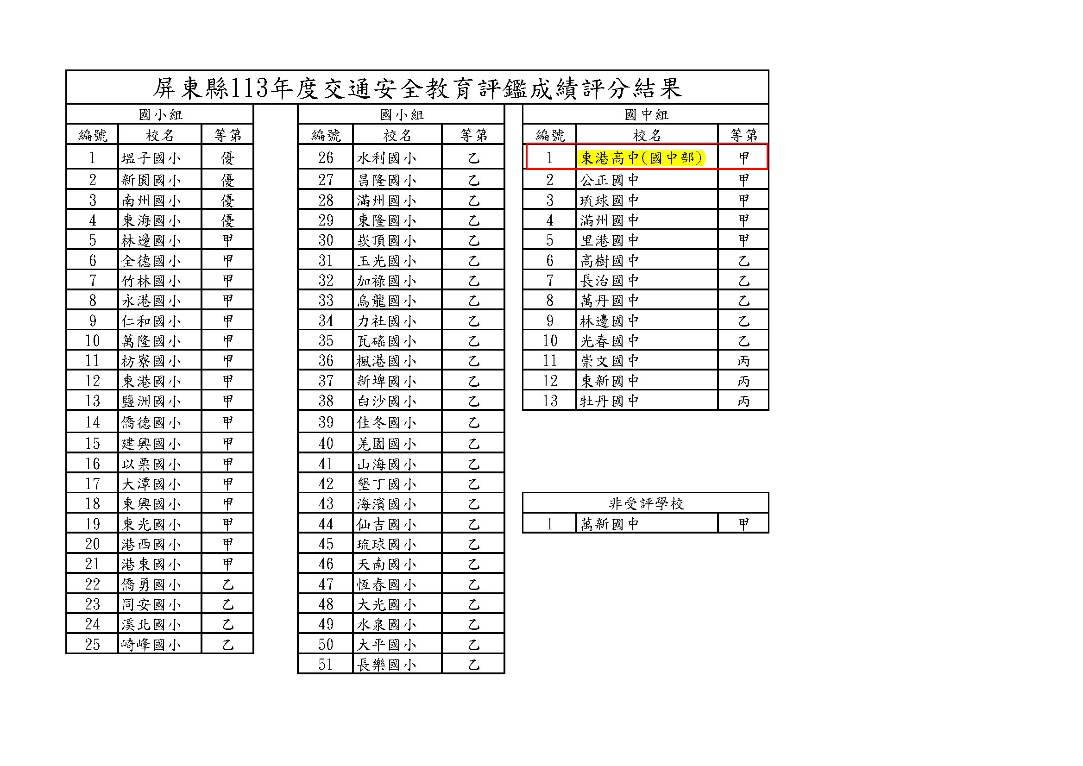 屏東縣113年度交通安全教育評鑑成績評分結果
國小組
編號 校名 等第
1 塭子國小 優
2 新園國小 優
3 南州國小 優
4 東海國小 優
5 林邊國小 甲
6 全德國小 甲
7 竹林國小 甲
8 永港國小 甲
9 仁和國小 甲
10 萬隆國小 甲
11 枋寮國小 甲
12 東港國小 甲
13 鹽洲國小 甲
14 僑德國小 甲
15 建興國小 甲
16 以栗國小 甲
17 大潭國小 甲
18 東興國小 甲
19 東光國小 甲
20 港西國小 甲
21 港東國小 甲
22 僑勇國小 乙
23 同安國小 乙
24 溪北國小 乙
25 崎峰國小 乙
國小組
編號 校名 等第
26 水利國小 乙
27 昌隆國小 乙
28 滿州國小 乙
29 東隆國小 乙
30 崁頂國小 乙
31 玉光國小 乙
32 加祿國小 乙
33 烏龍國小 乙
34 力社國小 乙
35 瓦磘國小 乙
36 楓港國小 乙
37 新埤國小 乙
38 白沙國小 乙
39 佳冬國小 乙
40 羌園國小 乙
41 山海國小 乙
42 墾丁國小 乙
43 海濱國小 乙
44 仙吉國小 乙
45 琉球國小 乙
46 天南國小 乙
47 恆春國小 乙
48 大光國小 乙
49 水泉國小 乙
50 大平國小 乙
51 長樂國小 乙
國中組
編號 校名 等第
1 東港高中(國中部) 甲
2 公正國中 甲
3 琉球國中 甲
4 滿州國中 甲
5 里港國中 甲
6 高樹國中 乙
7 長治國中 乙
8 萬丹國中 乙
9 林邊國中 乙
10 光春國中 乙
11 崇文國中 丙
12 東新國中 丙
13 牡丹國中 丙
非受評學校
1 萬新國中 甲